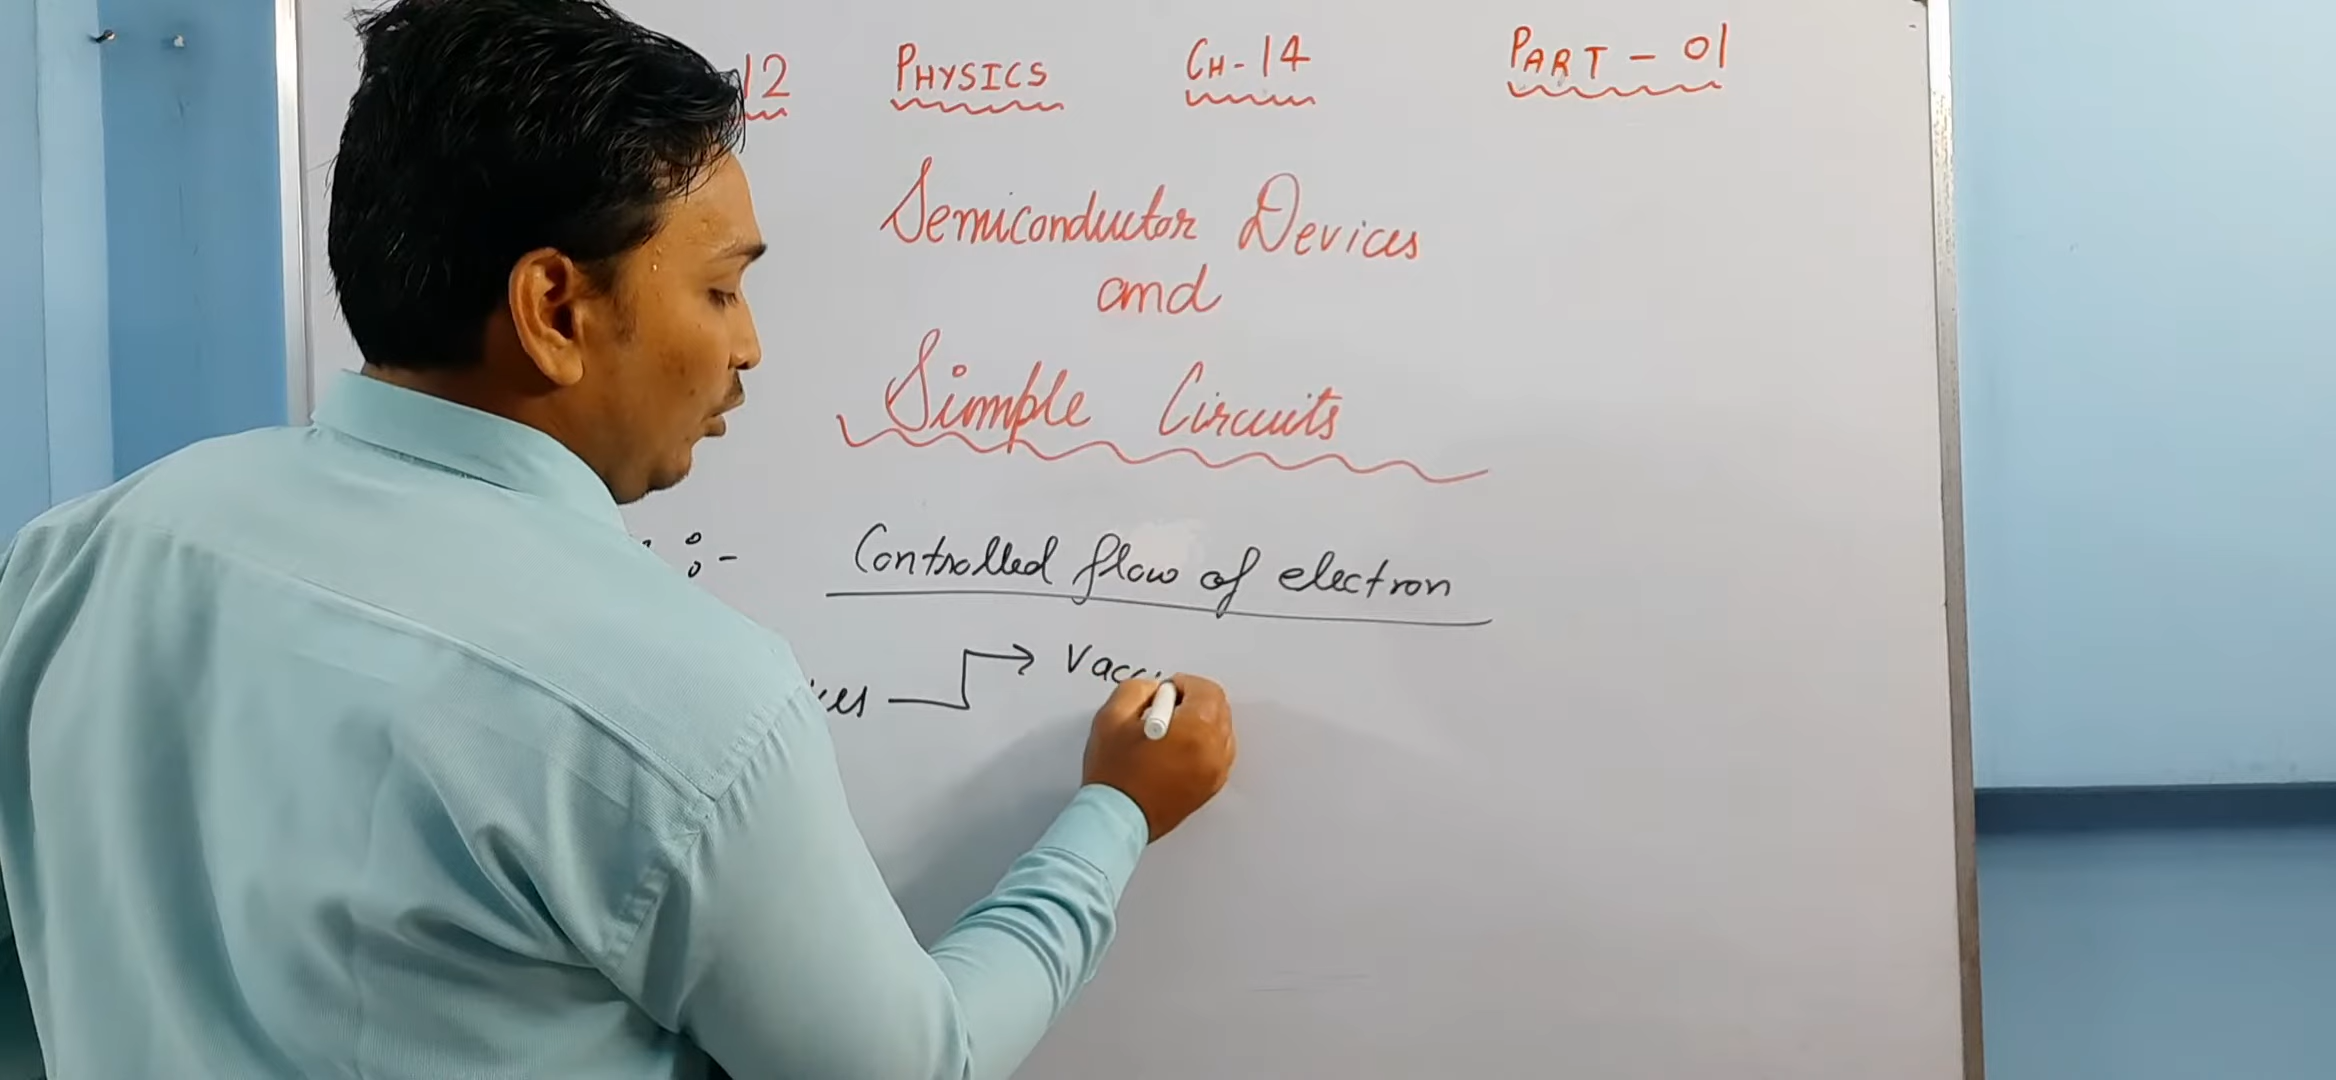 12 PHYSICS CH-14 PART - 01
Semiconductor Devices
and
Simple Circuits
:- Controlled flow of electron